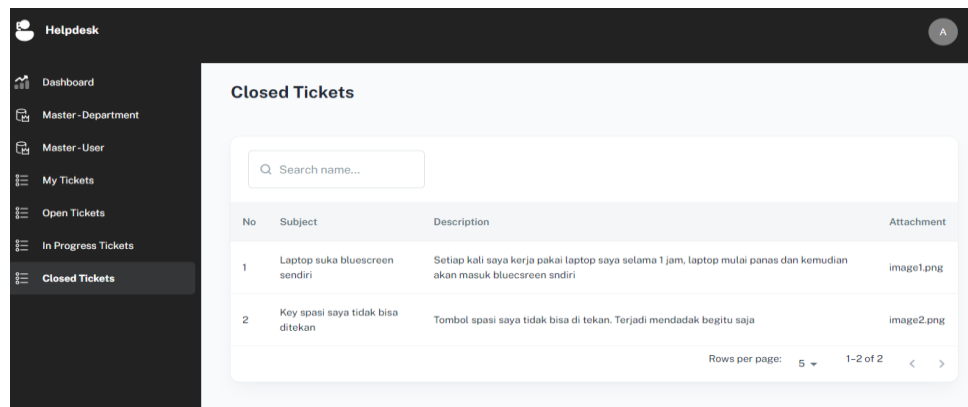 Helpdesk
A
Dashboard
Master-Department
Master-User
My Tickets
Open Tickets
In Progress Tickets
Closed Tickets
Closed Tickets
Search name...
No Subject Description Attachment
1 Laptop suka bluescreen sendiri Setiap kali saya kerja pakai laptop saya selama 1 jam, laptop mulai panas dan kemudian akan masuk bluecsreen sndiri image1.png
2 Key spasi saya tidak bisa ditekan Tombol spasi saya tidak bisa di tekan. Terjadi mendadak begitu saja image2.png
Rows per page: 5 1–2 of 2